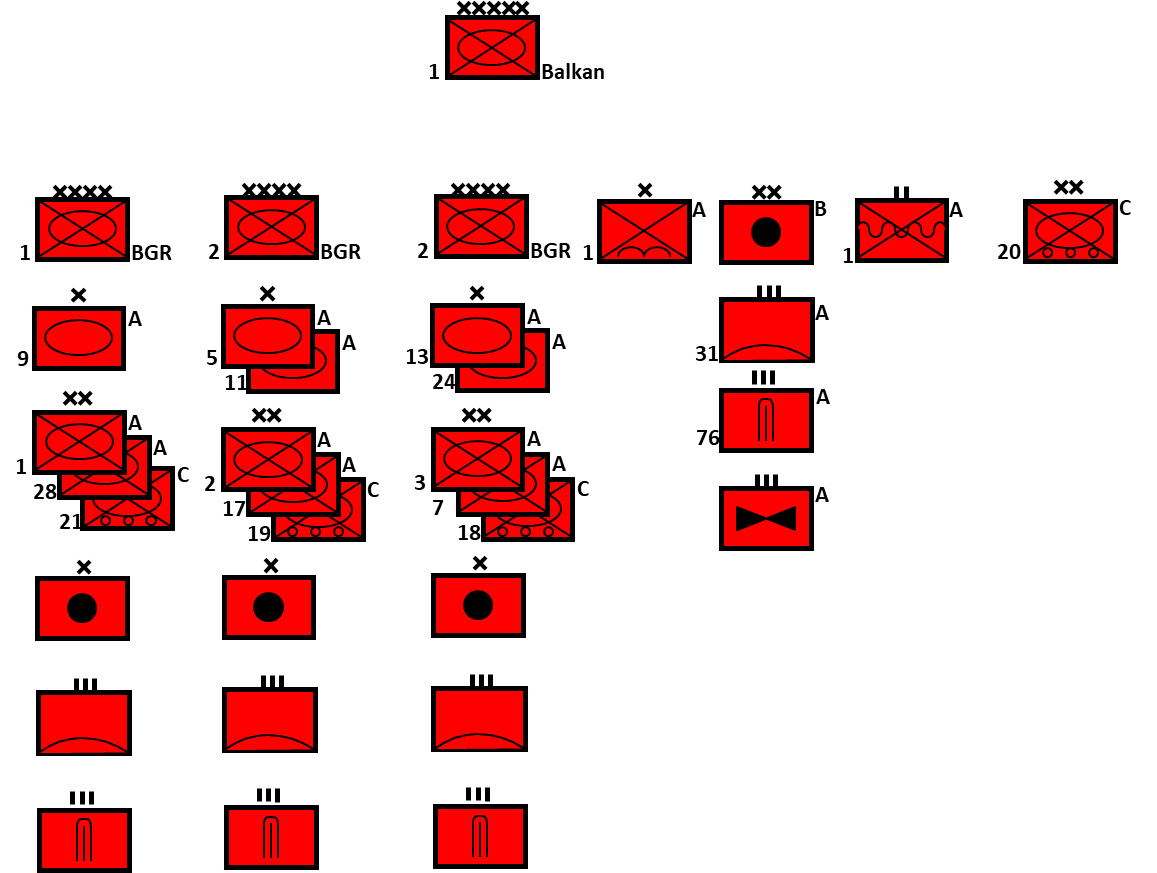 1 Balkan
1 BGR
2 BGR
2 BGR
1 A
B
1 A
20 C
9 A
5 A
11 A
13 A
24 A
31 A
1 A
28 A
21 C
2 A
17 A
19 C
3 A
7 A
18 C
76 A
A